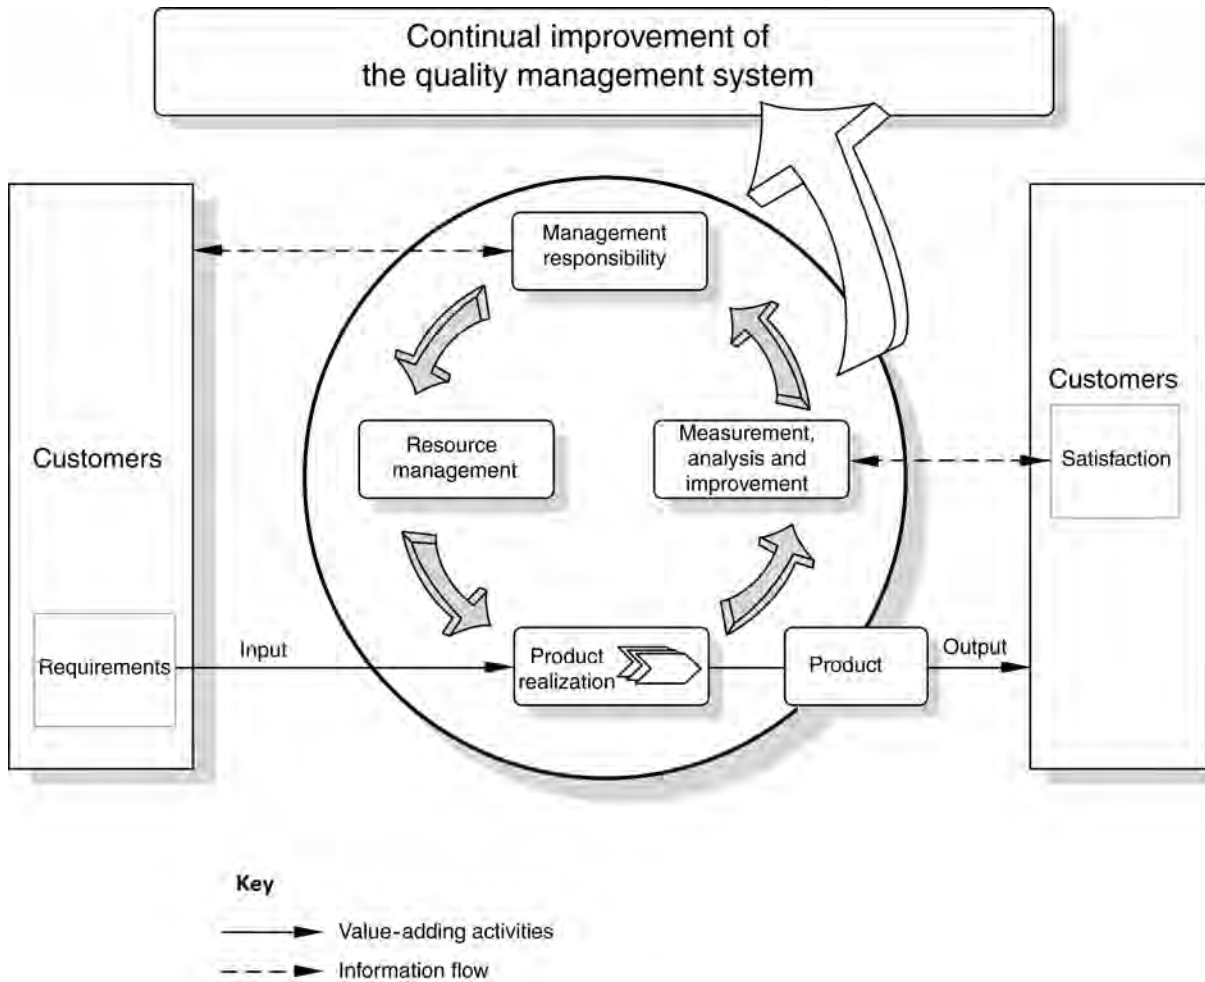 Continual improvement of
the quality management system
Management
responsibility
Customers
Resource
management
Measurement,
analysis and
improvement
Customers
Satisfaction
Requirements
Input
Product
realization
Product
Output
Key
Value-adding activities
Information flow